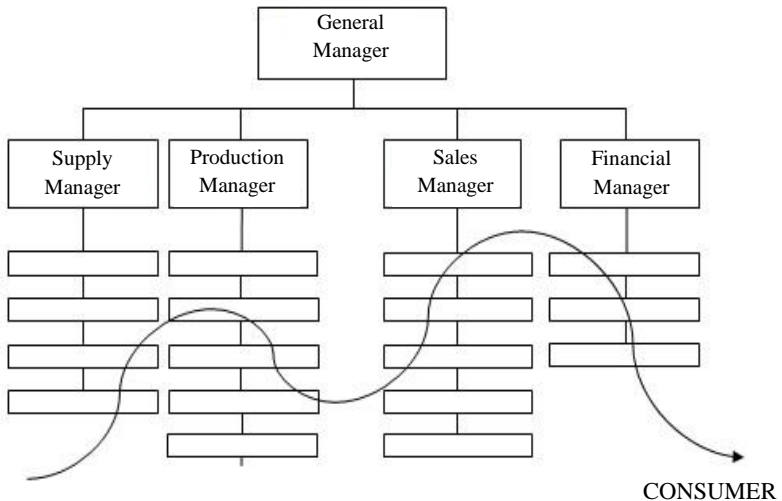 General
Manager
Supply
Manager
Production
Manager
Sales
Manager
Financial
Manager
CONSUMER